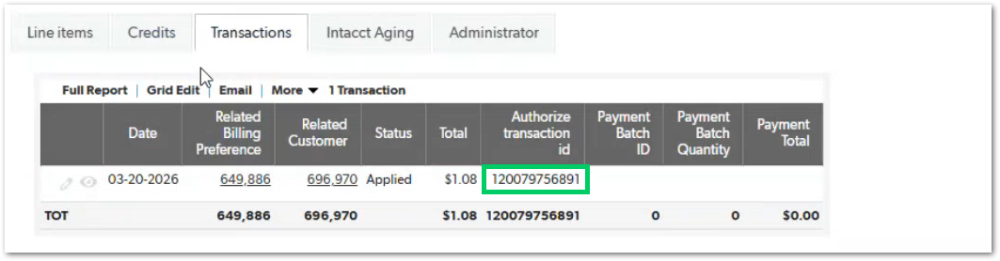 Line items Credits Transactions Intacct Aging Administrator
Full Report | Grid Edit | Email | More ▼ 1 Transaction
Date Related Billing Preference Related Customer Status Total Authorize transaction id Payment Batch ID Payment Batch Quantity Payment Total
03-20-2026 649,886 696,970 Applied $1.08 120079756891
TOT 649,886 696,970 $1.08 120079756891 0 0 $0.00